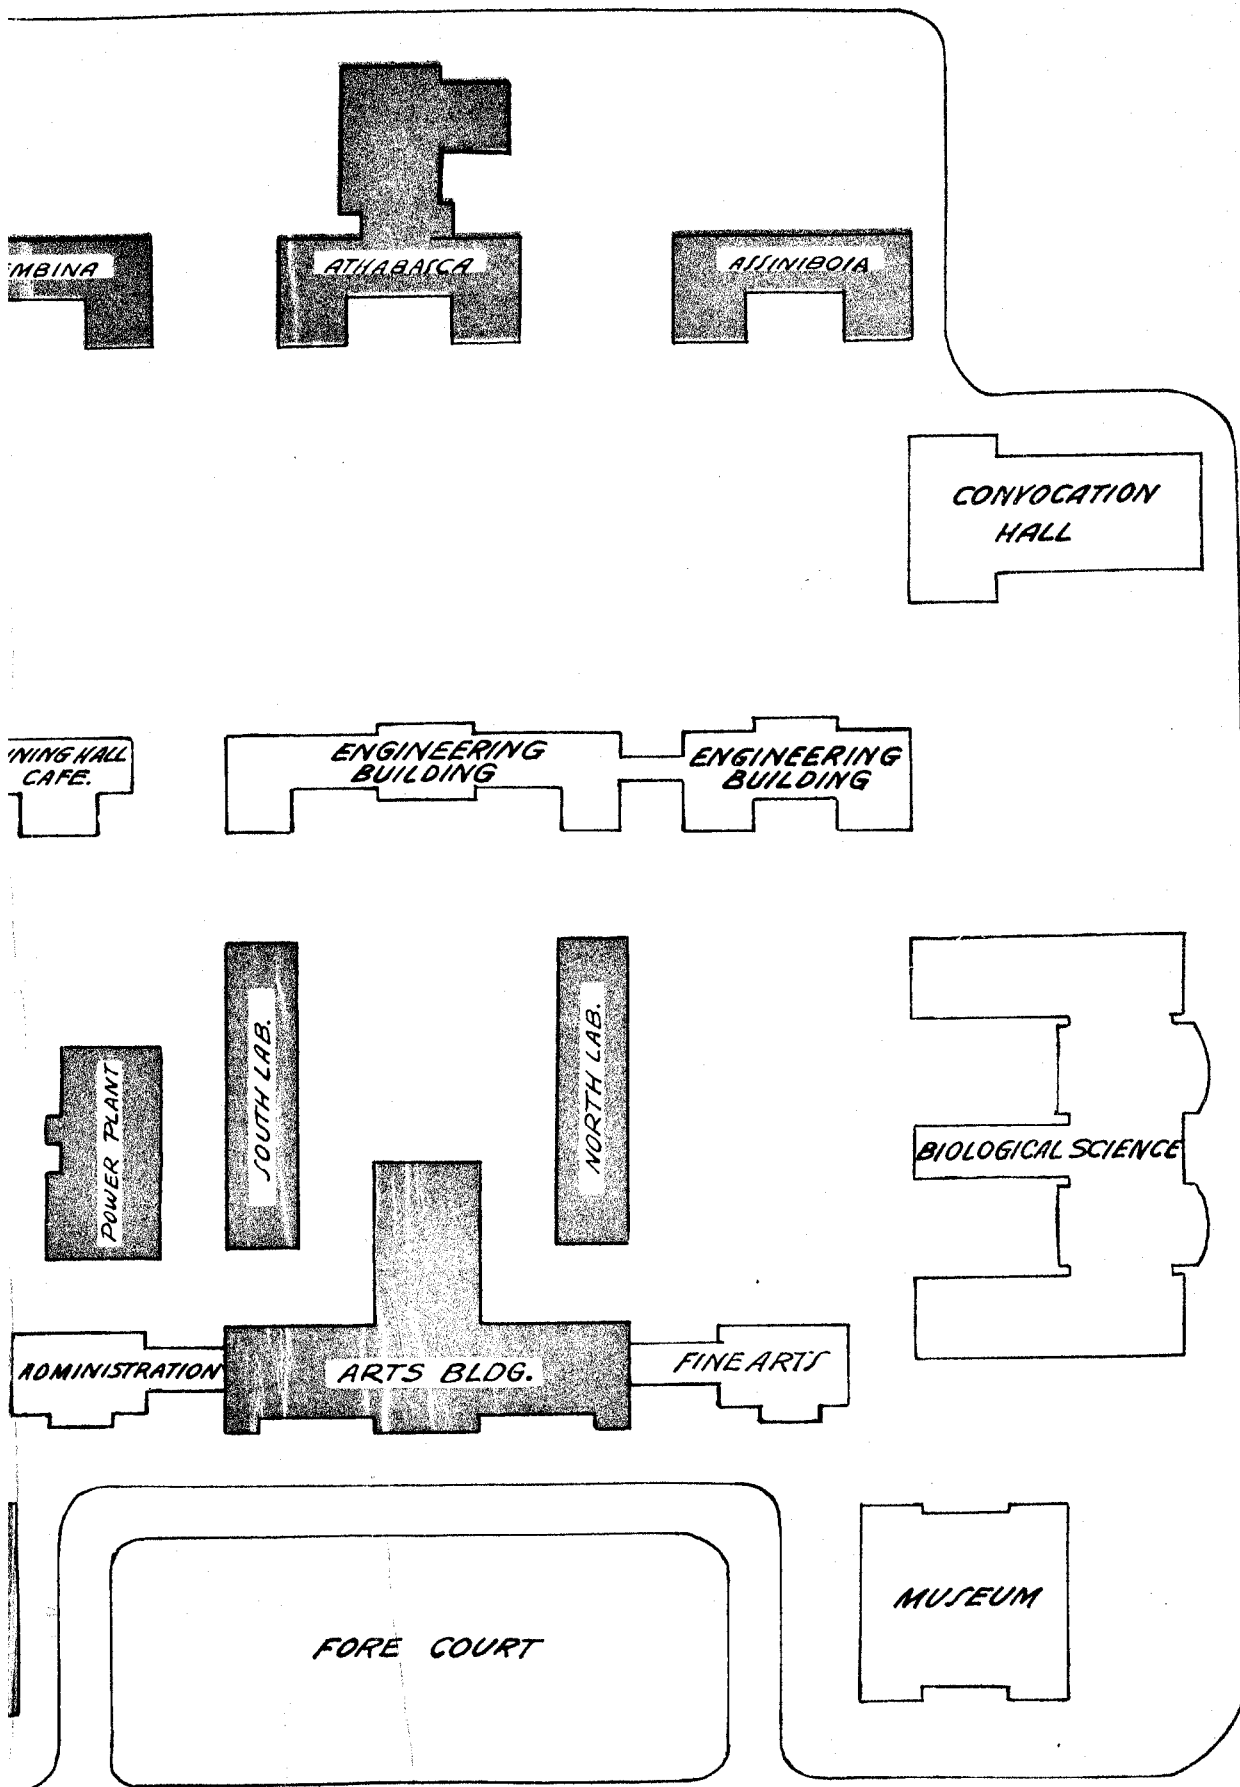 EMBINA
ATHABASCA
ASSINIBOIA
CONVOCATION
HALL
NING HALL
CAFE.
ENGINEERING
BUILDING
ENGINEERING
BUILDING
POWER PLANT
SOUTH LAB.
NORTH LAB.
BIOLOGICAL SCIENCE
ADMINISTRATION
ARTS BLDG.
FINE ARTS
FORE COURT
MUSEUM